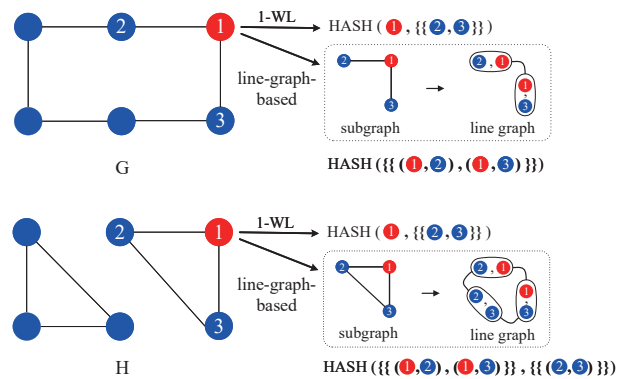 2 1
1-WL
HASH ( 1 , {{ 2 , 3 }} )
line-graph-
based
2 1
3
subgraph
2 , 1
1 , 3
line graph
3
G
HASH ({{ ( 1 , 2 ) , ( 1 , 3 ) }})
2 1
1-WL
HASH ( 1 , {{ 2 , 3 }} )
line-graph-
based
2 1
3
subgraph
2 , 1
2 , 3
1 , 3
line graph
3
H
HASH ({{ ( 1 , 2 ) , ( 1 , 3 ) }} , {{ ( 2 , 3 ) }})